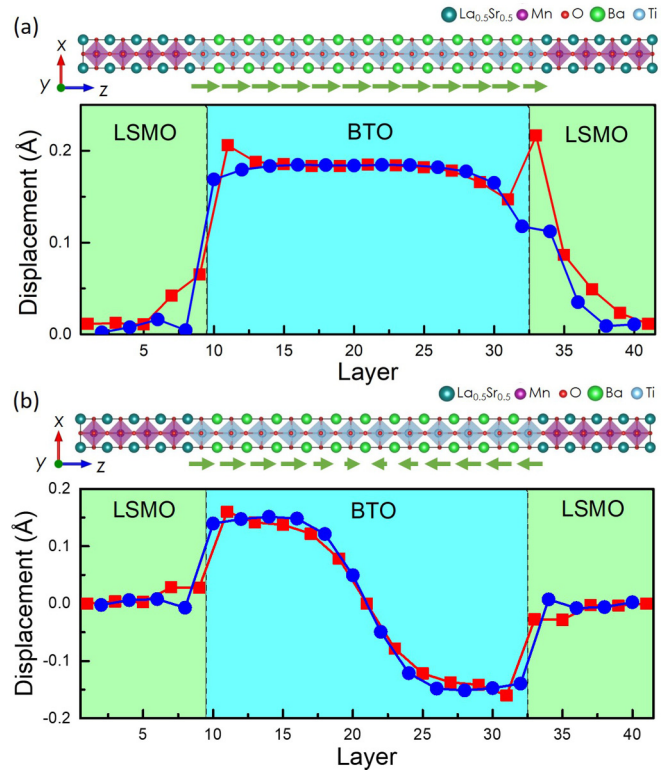 (a)
La0.5Sr0.5 Mn O Ba Ti
x
y z
LSMO BTO LSMO
Displacement (Å)
0.2
0.1
0.0
5 10 15 20 25 30 35 40
Layer
(b)
La0.5Sr0.5 Mn O Ba Ti
x
y z
LSMO BTO LSMO
Displacement (Å)
0.2
0.1
0.0
-0.1
-0.2
5 10 15 20 25 30 35 40
Layer